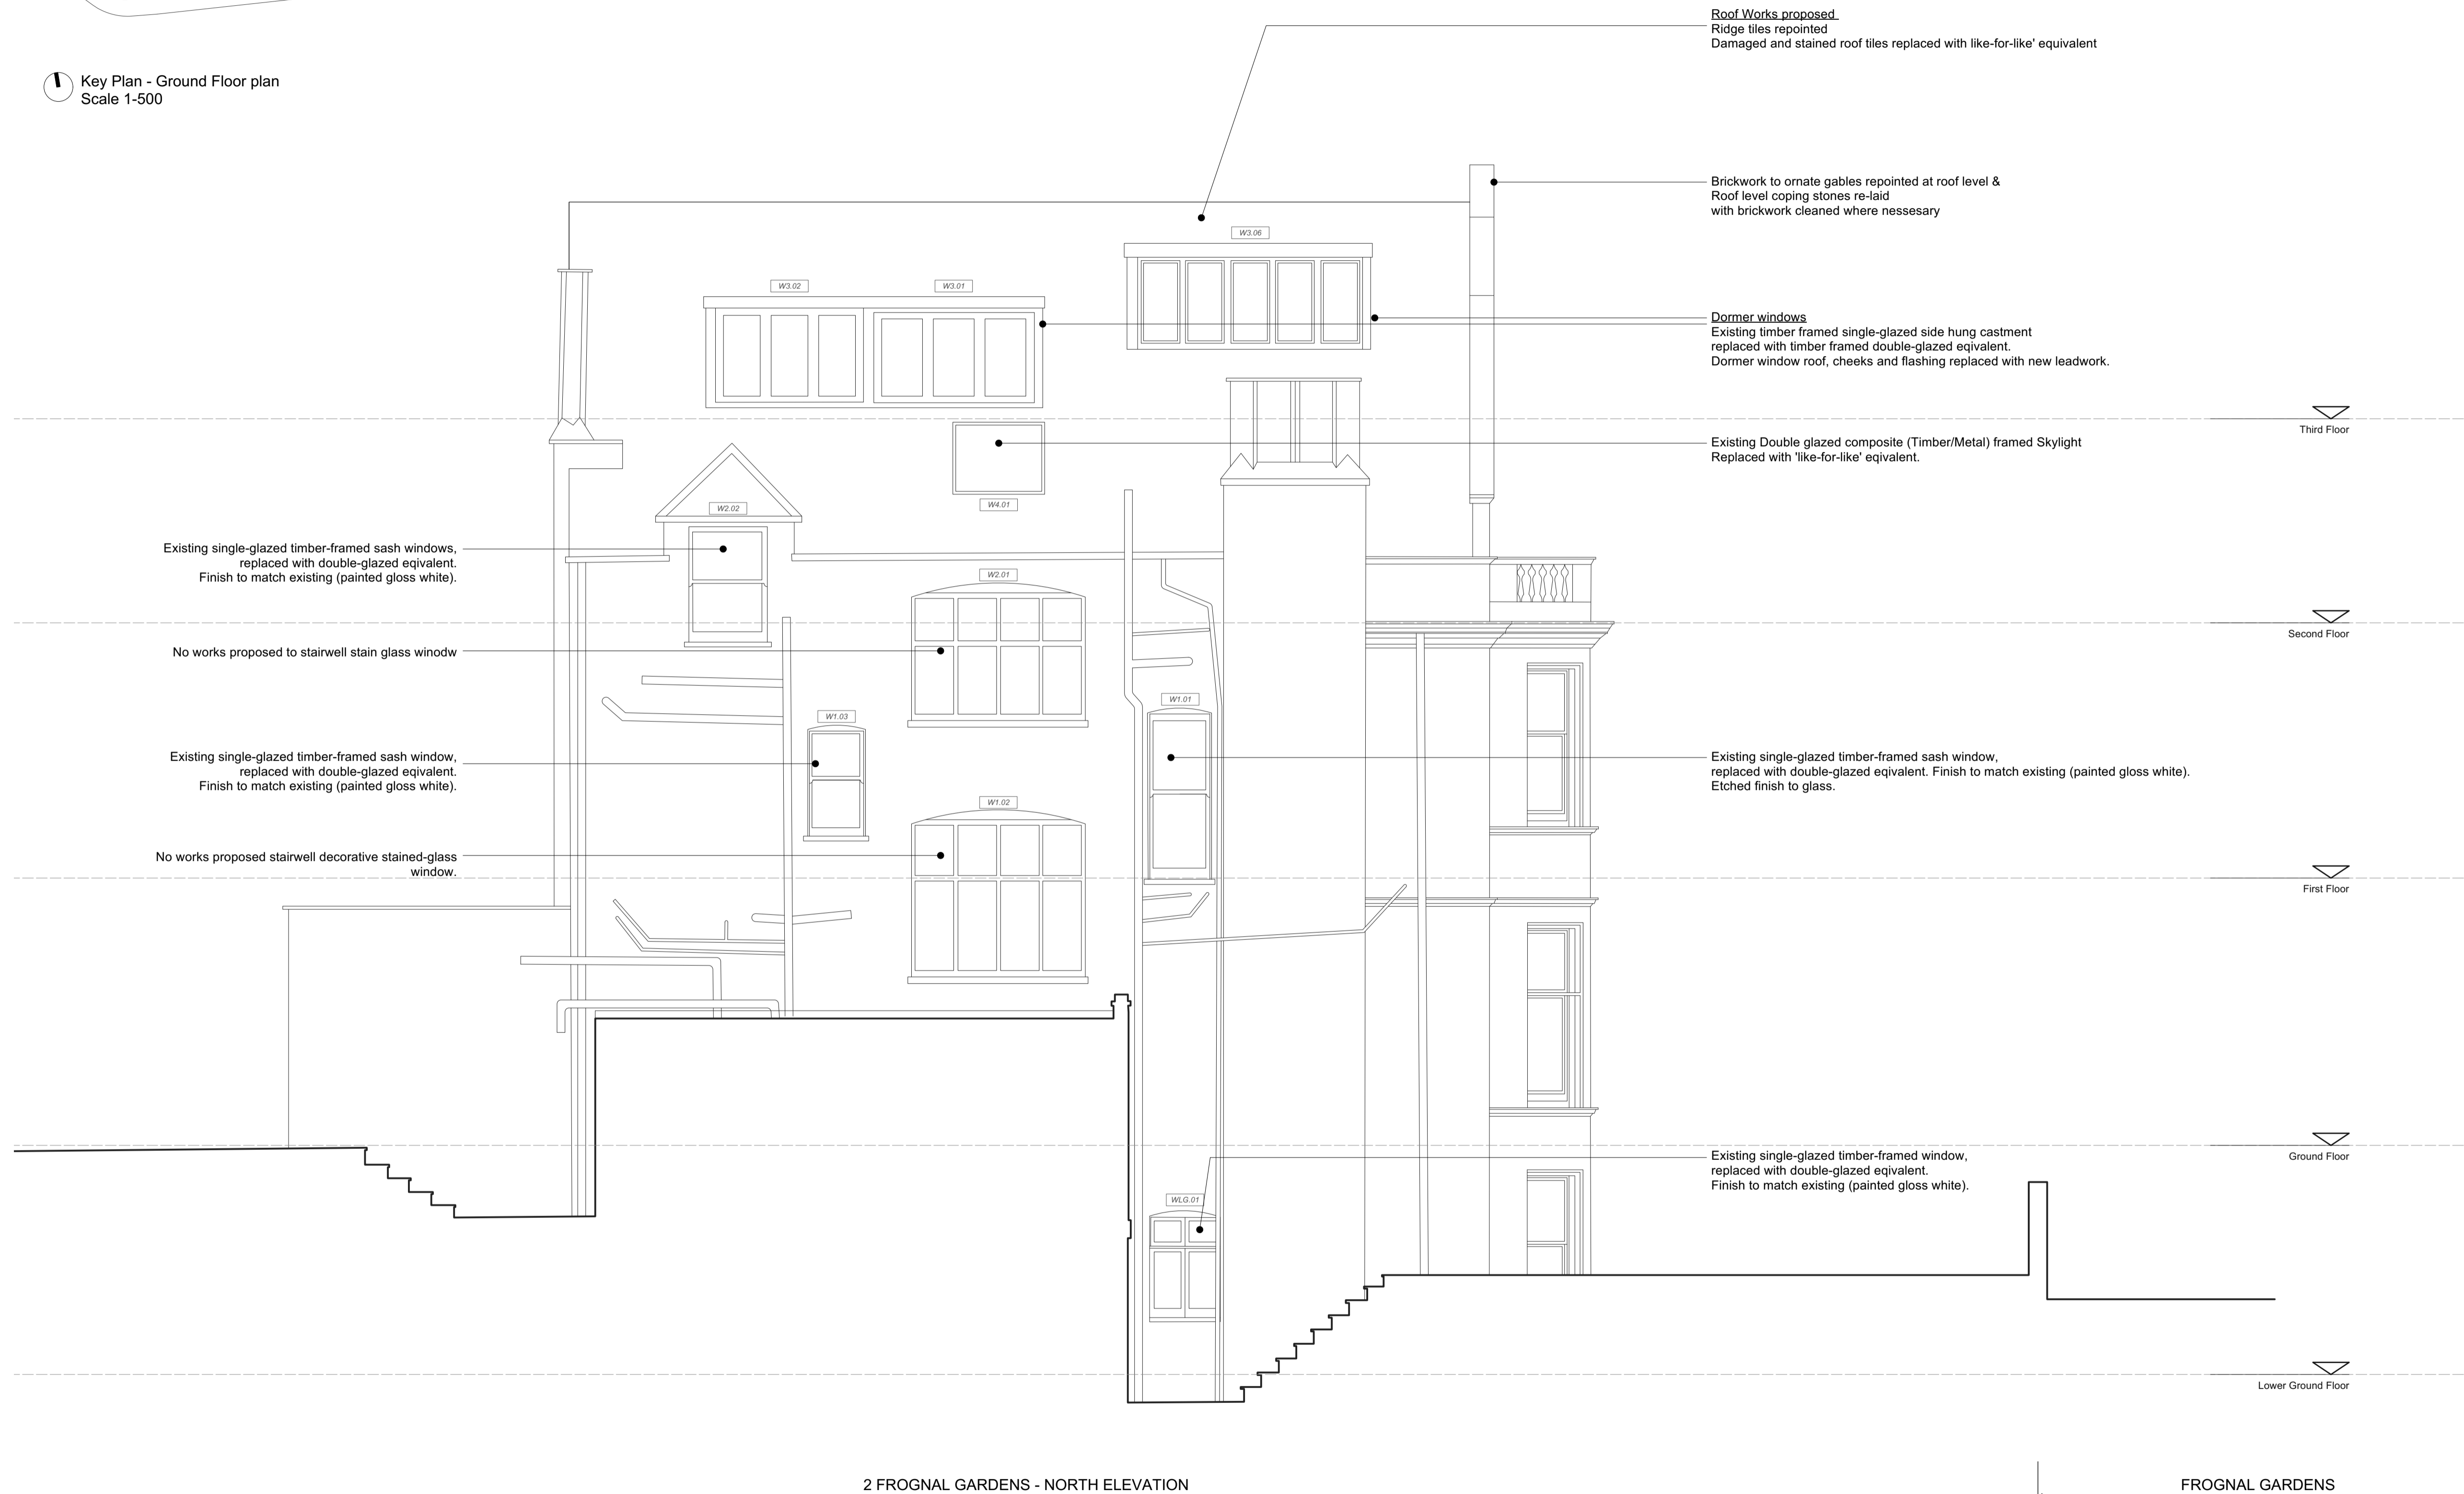 Roof Works proposed
Ridge tiles repointed
Damaged and stained roof tiles replaced with like-for-like' equivalent
Key Plan - Ground Floor plan
Scale 1-500
Brickwork to ornate gables repointed at roof level &
Roof level coping stones re-laid
with brickwork cleaned where nessesary
W3.06
W3.02
W3.01
Dormer windows
Existing timber framed single-glazed side hung castment
replaced with timber framed double-glazed eqivalent.
Dormer window roof, cheeks and flashing replaced with new leadwork.
Third Floor
Existing Double glazed composite (Timber/Metal) framed Skylight
Replaced with 'like-for-like' eqivalent.
W4.01
W2.02
Existing single-glazed timber-framed sash windows,
replaced with double-glazed eqivalent.
Finish to match existing (painted gloss white).
W2.01
Second Floor
No works proposed to stairwell stain glass winodw
W1.01
W1.03
Existing single-glazed timber-framed sash window,
replaced with double-glazed eqivalent.
Finish to match existing (painted gloss white).
Existing single-glazed timber-framed sash window,
replaced with double-glazed eqivalent. Finish to match existing (painted gloss white).
Etched finish to glass.
W1.02
No works proposed stairwell decorative stained-glass
window.
First Floor
Ground Floor
Existing single-glazed timber-framed window,
replaced with double-glazed eqivalent.
Finish to match existing (painted gloss white).
WLG.01
Lower Ground Floor
2 FROGNAL GARDENS - NORTH ELEVATION
FROGNAL GARDENS